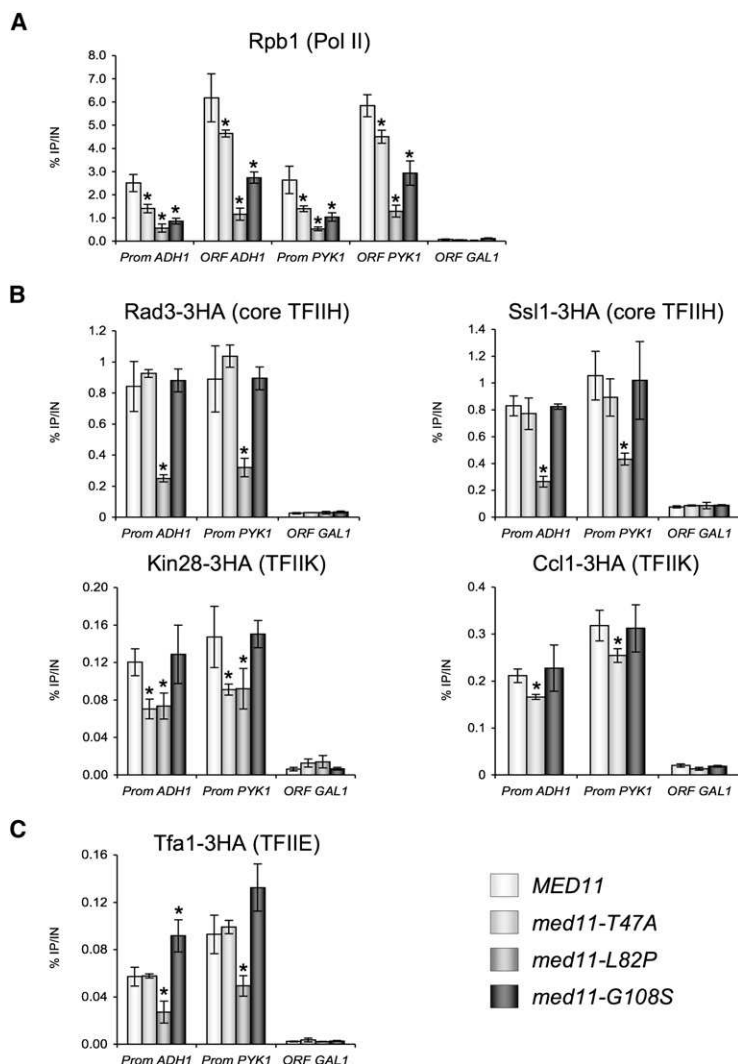 A
Rpb1 (Pol II)
% IP/IN
8.0
7.0
6.0
5.0
4.0
3.0
2.0
1.0
0.0
* * * * * * * * * * * *
Prom ADH1 ORF ADH1 Prom PYK1 ORF PYK1 ORF GAL1
B
Rad3-3HA (core TFIIH)
% IP/IN
1.2
1
0.8
0.6
0.4
0.2
0
* *
Prom ADH1 Prom PYK1 ORF GAL1
Ssl1-3HA (core TFIIH)
% IP/IN
1.4
1.2
1
0.8
0.6
0.4
0.2
0
* *
Prom ADH1 Prom PYK1 ORF GAL1
Kin28-3HA (TFIIK)
% IP/IN
0.20
0.16
0.12
0.08
0.04
0.00
* * * *
Prom ADH1 Prom PYK1 ORF GAL1
Ccl1-3HA (TFIIK)
% IP/IN
0.4
0.3
0.2
0.1
0
* *
Prom ADH1 Prom PYK1 ORF GAL1
C
Tfa1-3HA (TFIIE)
% IP/IN
0.16
0.12
0.08
0.04
0.00
* * *
Prom ADH1 Prom PYK1 ORF GAL1
MED11
med11-T47A
med11-L82P
med11-G108S